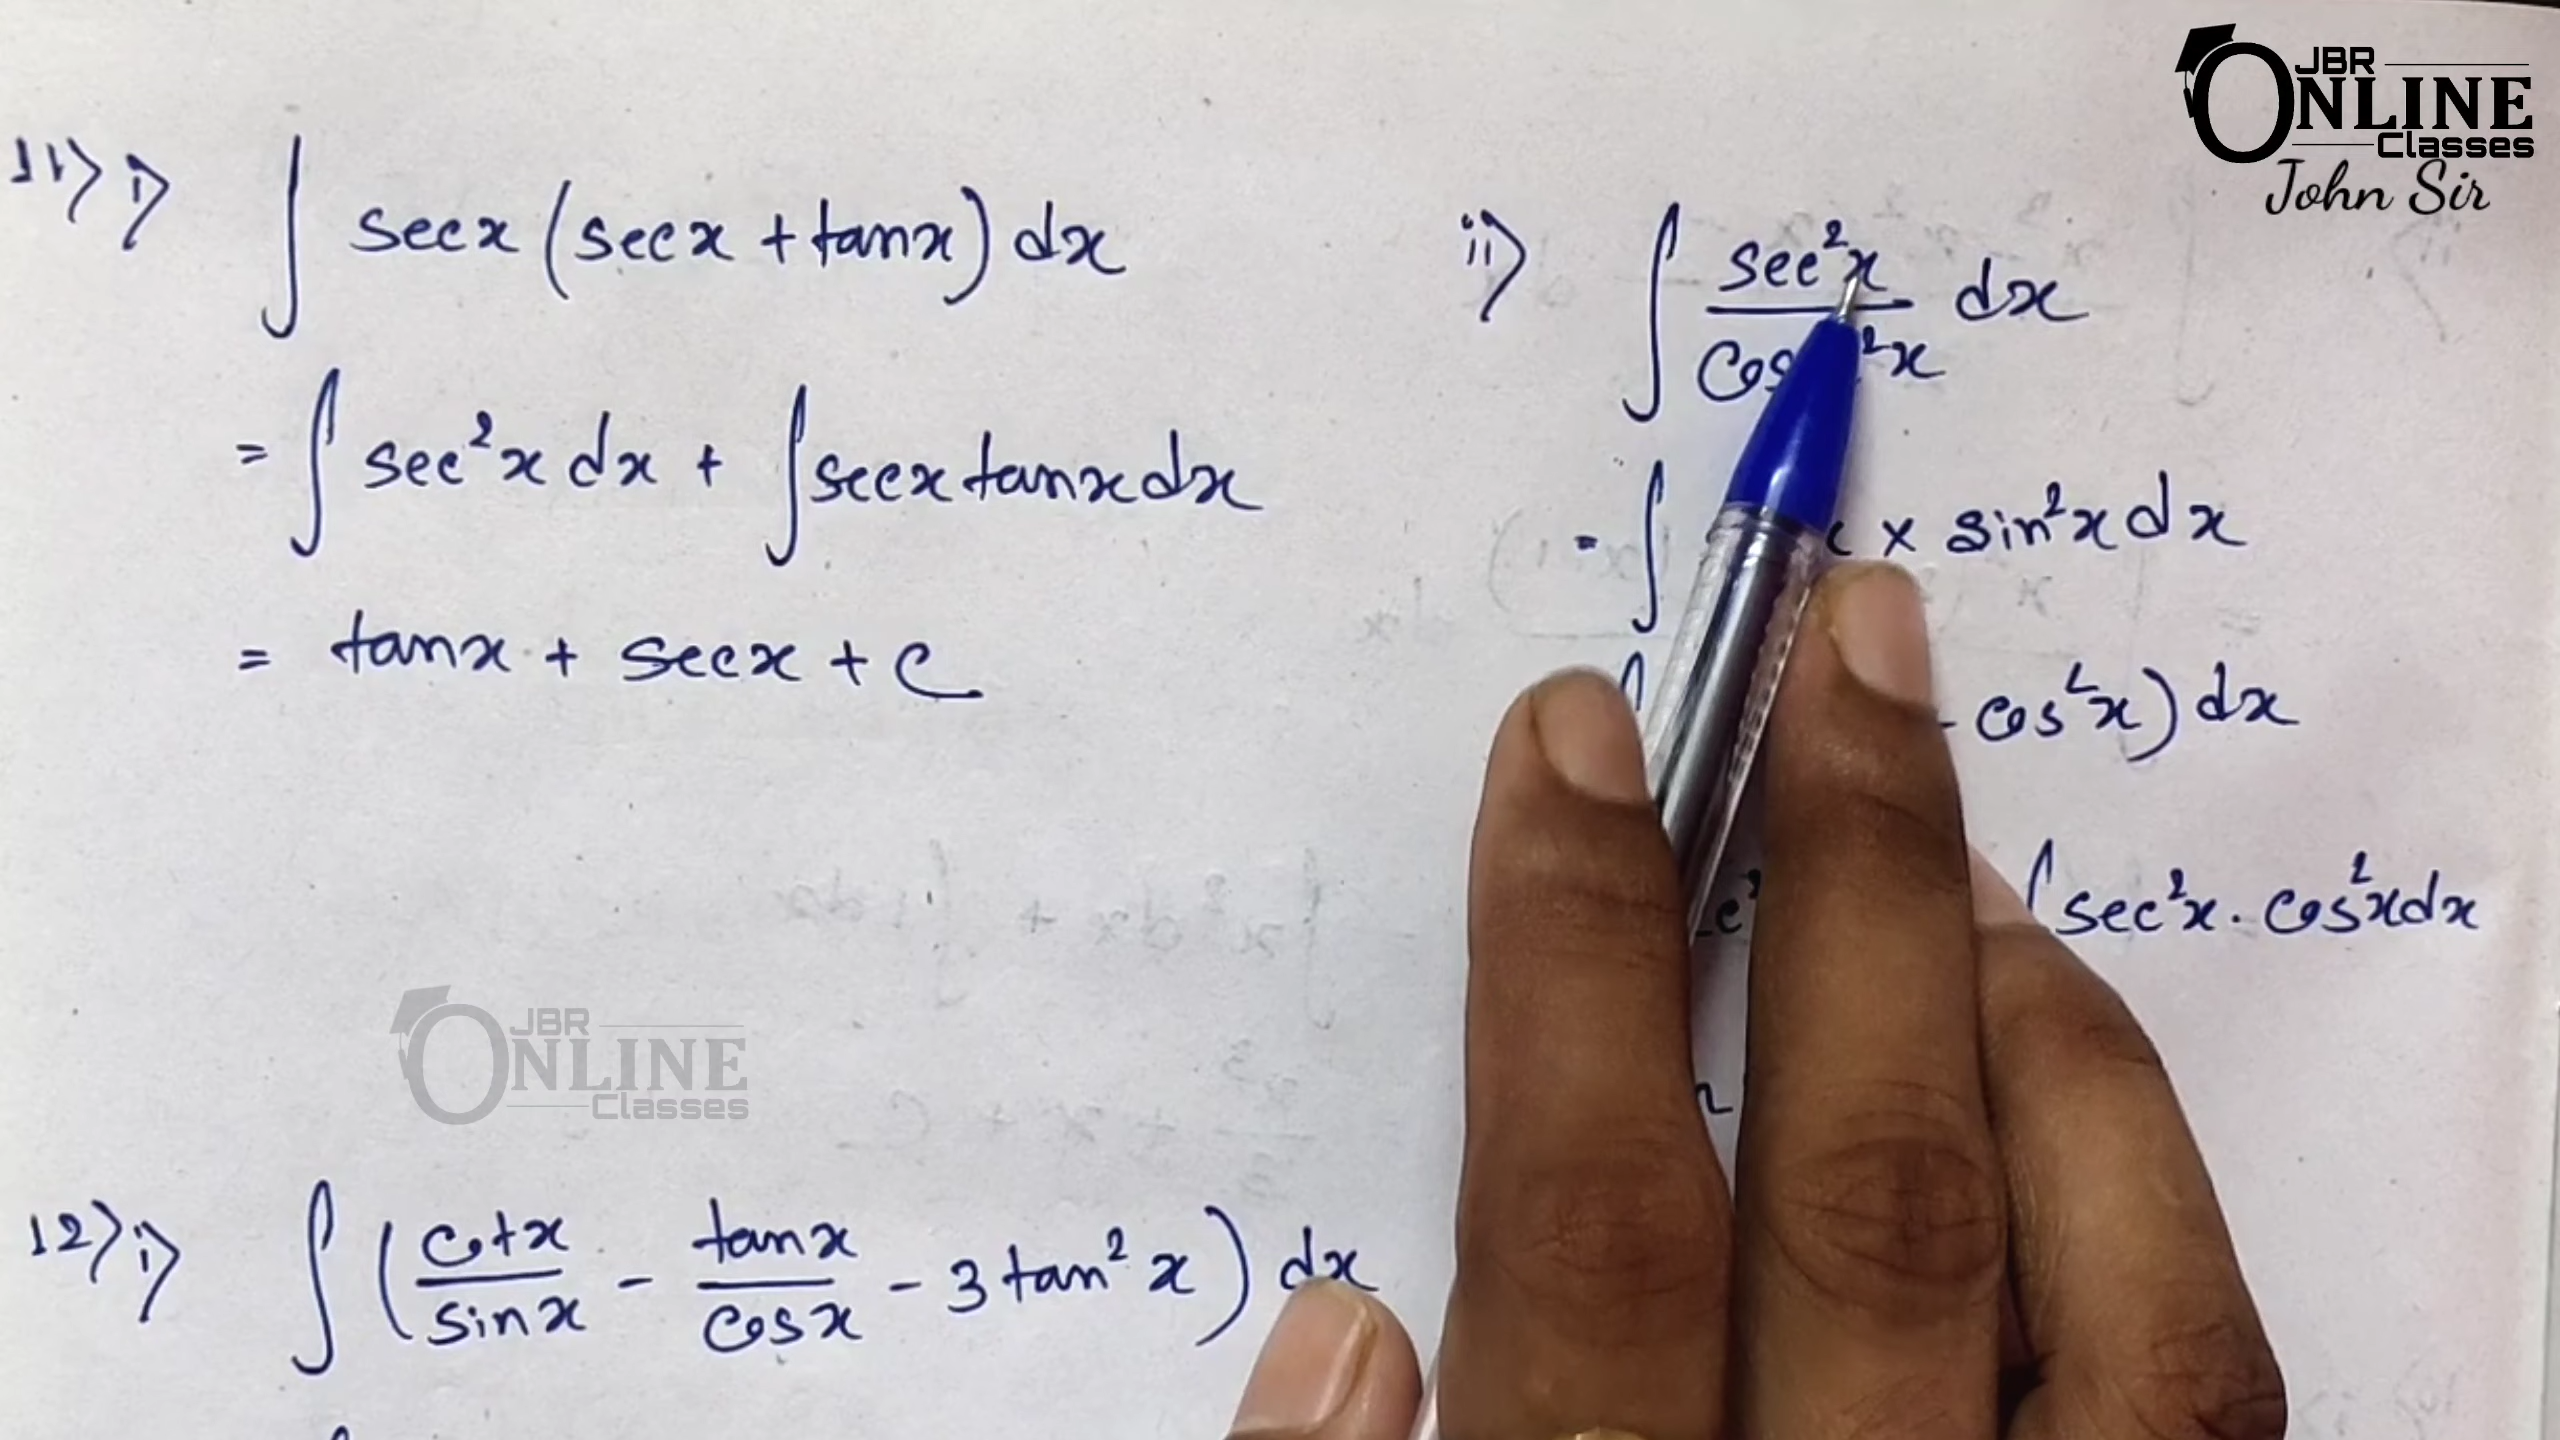 JBR
ONLINE
Classes
John Sir
11) i) ∫ secx (secx + tanx) dx
= ∫ sec²x dx + ∫ secx tanx dx
= tanx + secx + c
ii) ∫ sec²x / cos ²x dx
= ∫ x sin²x dx
∫ - cos²x) dx
∫ sec²x . cos²x dx
JBR
ONLINE
Classes
12) i) ∫ (cotx / sinx - tanx / cosx - 3 tan²x) dx